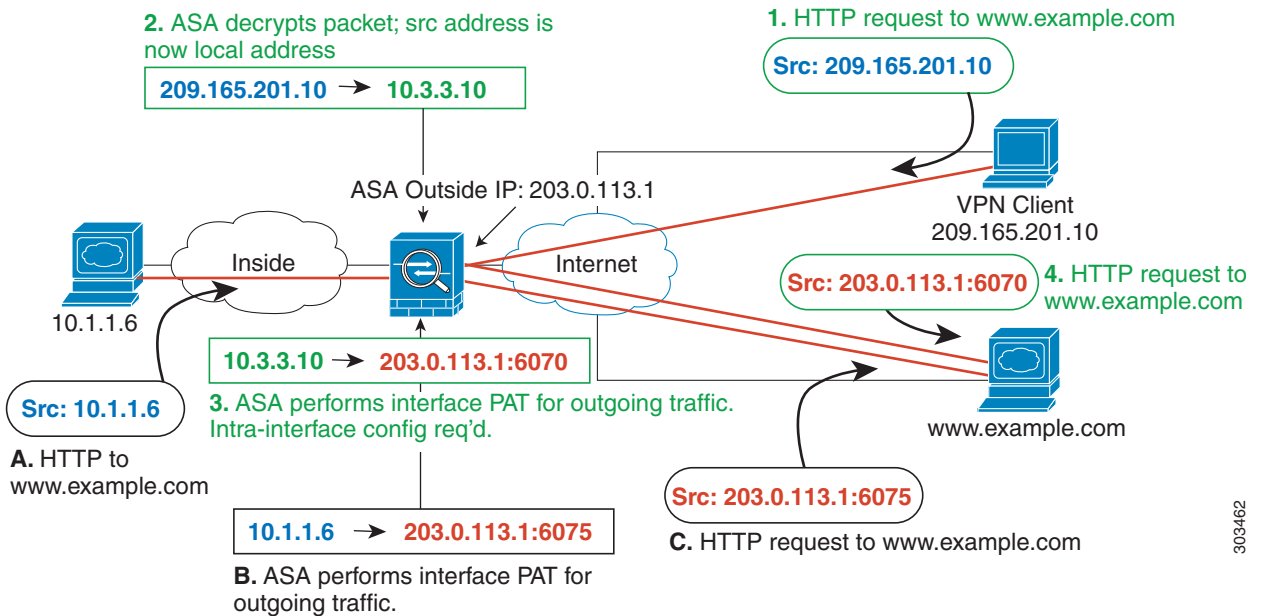 2. ASA decrypts packet; src address is
now local address
209.165.201.10 → 10.3.3.10
1. HTTP request to www.example.com
Src: 209.165.201.10
ASA Outside IP: 203.0.113.1
VPN Client
209.165.201.10
Inside
Internet
10.1.1.6
Src: 203.0.113.1:6070
4. HTTP request to
www.example.com
10.3.3.10 → 203.0.113.1:6070
3. ASA performs interface PAT for outgoing traffic.
Intra-interface config req'd.
Src: 10.1.1.6
A. HTTP to
www.example.com
www.example.com
Src: 203.0.113.1:6075
C. HTTP request to www.example.com
10.1.1.6 → 203.0.113.1:6075
B. ASA performs interface PAT for
outgoing traffic.
303462